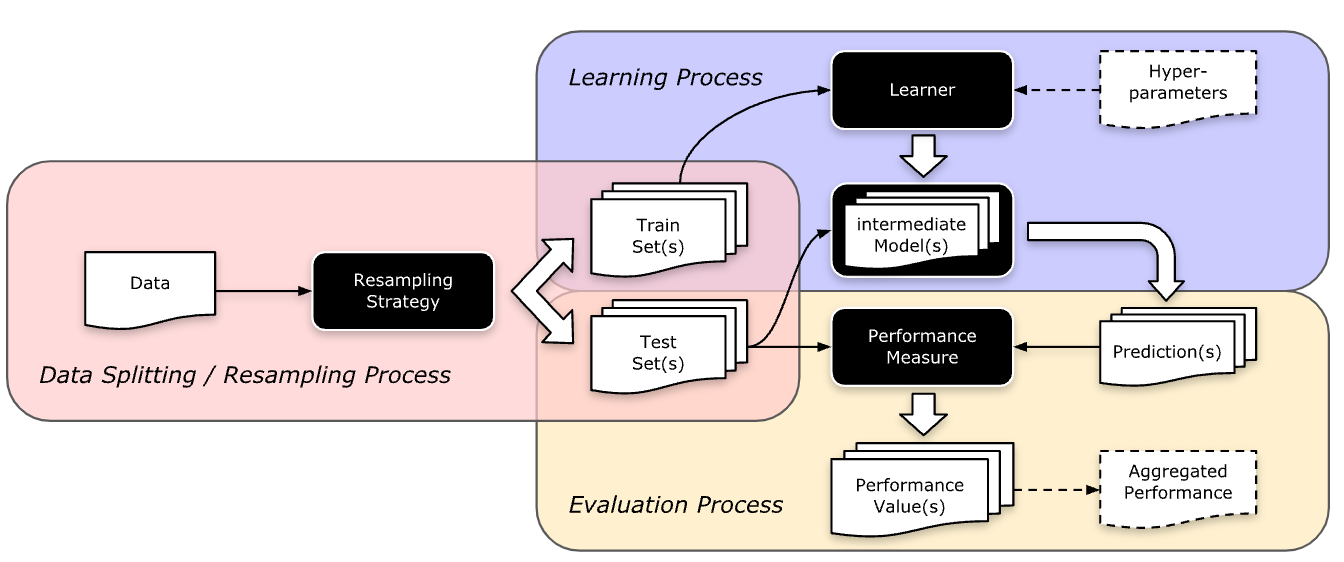 Learning Process
Learner
Hyper-
parameters
Train
Set(s)
intermediate
Model(s)
Data
Resampling
Strategy
Data Splitting / Resampling Process
Test
Set(s)
Performance
Measure
Prediction(s)
Evaluation Process
Performance
Value(s)
Aggregated
Performance